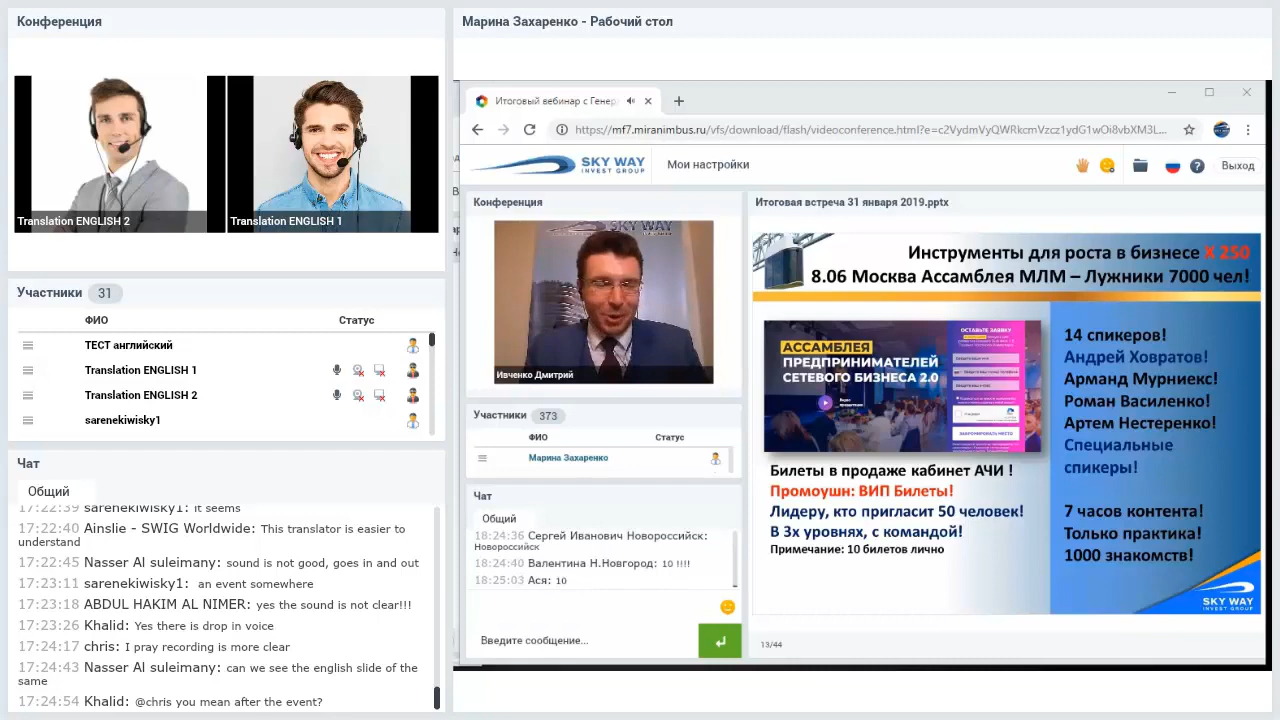 Конференция
Translation ENGLISH 2
Translation ENGLISH 1
Участники 31
ФИО Статус
ТЕСТ английский
Translation ENGLISH 1
Translation ENGLISH 2
sarenekiwisky1
Чат
Общий
17:22:39 sarenekiwisky1: it seems
17:22:40 Ainslie - SWIG Worldwide: This translator is easier to
understand
17:22:45 Nasser Al suleimany: sound is not good, goes in and out
17:23:11 sarenekiwisky1: an event somewhere
17:23:18 ABDUL HAKIM AL NIMER: yes the sound is not clear!!!
17:23:26 Khalid: Yes there is drop in voice
17:24:17 chris: I pray recording is more clear
17:24:43 Nasser Al suleimany: can we see the english slide of the
same
17:24:54 Khalid: @chris you mean after the event?
Марина Захаренко - Рабочий стол
Итоговый вебинар с Генер
https://mf7.miranimbus.ru/vfs/download/flash/videoconference.html?e=c2VydmVyQWRkcmVzcz1ydG1wOi8vbXM3L...
SKY WAY
INVEST GROUP
Мои настройки
Выход
Конференция
SKY WAY
Ивченко Дмитрий
Участники 373
ФИО Статус
Марина Захаренко
Чат
Общий
18:24:36 Сергей Иванович Новороссийск:
Новороссийск
18:24:40 Валентина Н.Новгород: 10 !!!!
18:25:03 Ася: 10
Введите сообщение...
Итоговая встреча 31 января 2019.pptx
Инструменты для роста в бизнесе X 250
8.06 Москва Ассамблея МЛМ – Лужники 7000 чел!
АССАМБЛЕЯ
ПРЕДПРИНИМАТЕЛЕЙ
СЕТЕВОГО БИЗНЕСА 2.0
ОСТАВЬТЕ ЗАЯВКУ
Билеты в продаже кабинет АЧИ !
Промоушн: ВИП Билеты!
Лидеру, кто пригласит 50 человек!
В 3х уровнях, с командой!
Примечание: 10 билетов лично
14 спикеров!
Андрей Ховратов!
Арманд Мурниекс!
Роман Василенко!
Артем Нестеренко!
Специальные
спикеры!
7 часов контента!
Только практика!
1000 знакомств!
SKY WAY
INVEST GROUP
13/44